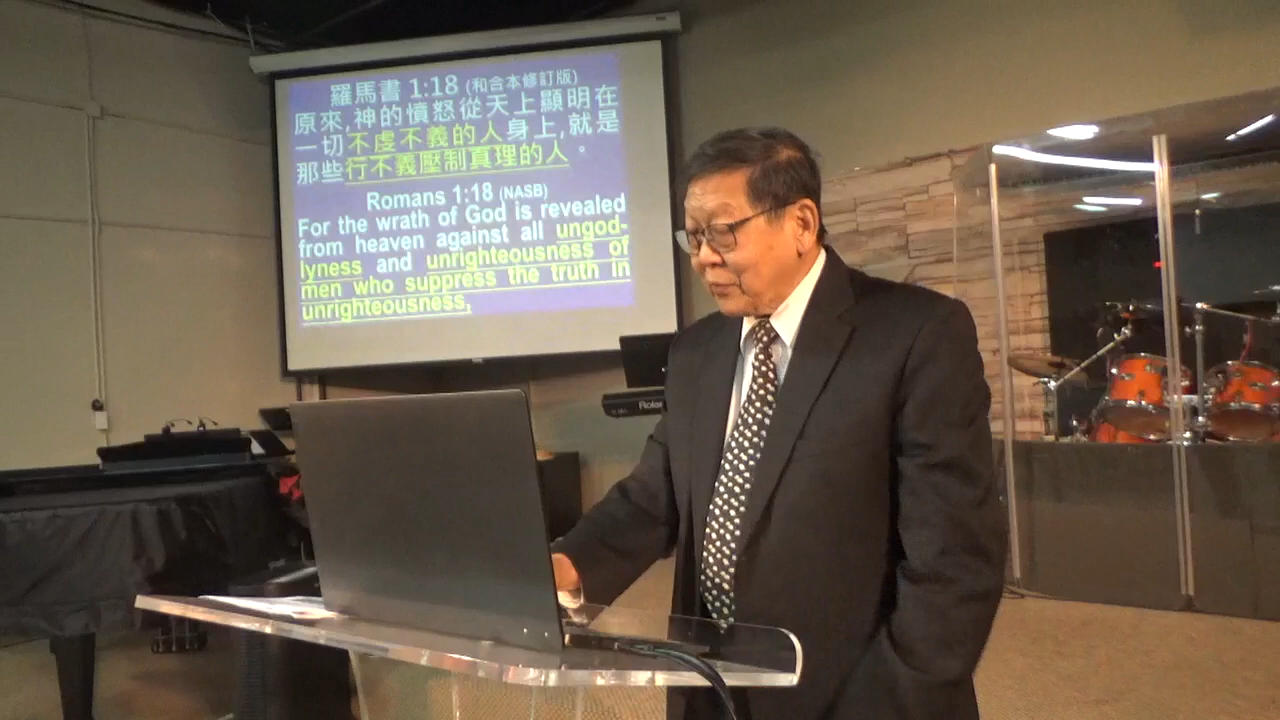 羅馬書 1:18 (和合本修訂版)
原來,神的憤怒從天上顯明在
一切不虔不義的人身上,就是
那些行不義壓制真理的人。
Romans 1:18 (NASB)
For the wrath of God is revealed
from heaven against all ungod-
lyness and unrighteousness of
men who suppress the truth in
unrighteousness,
Roland